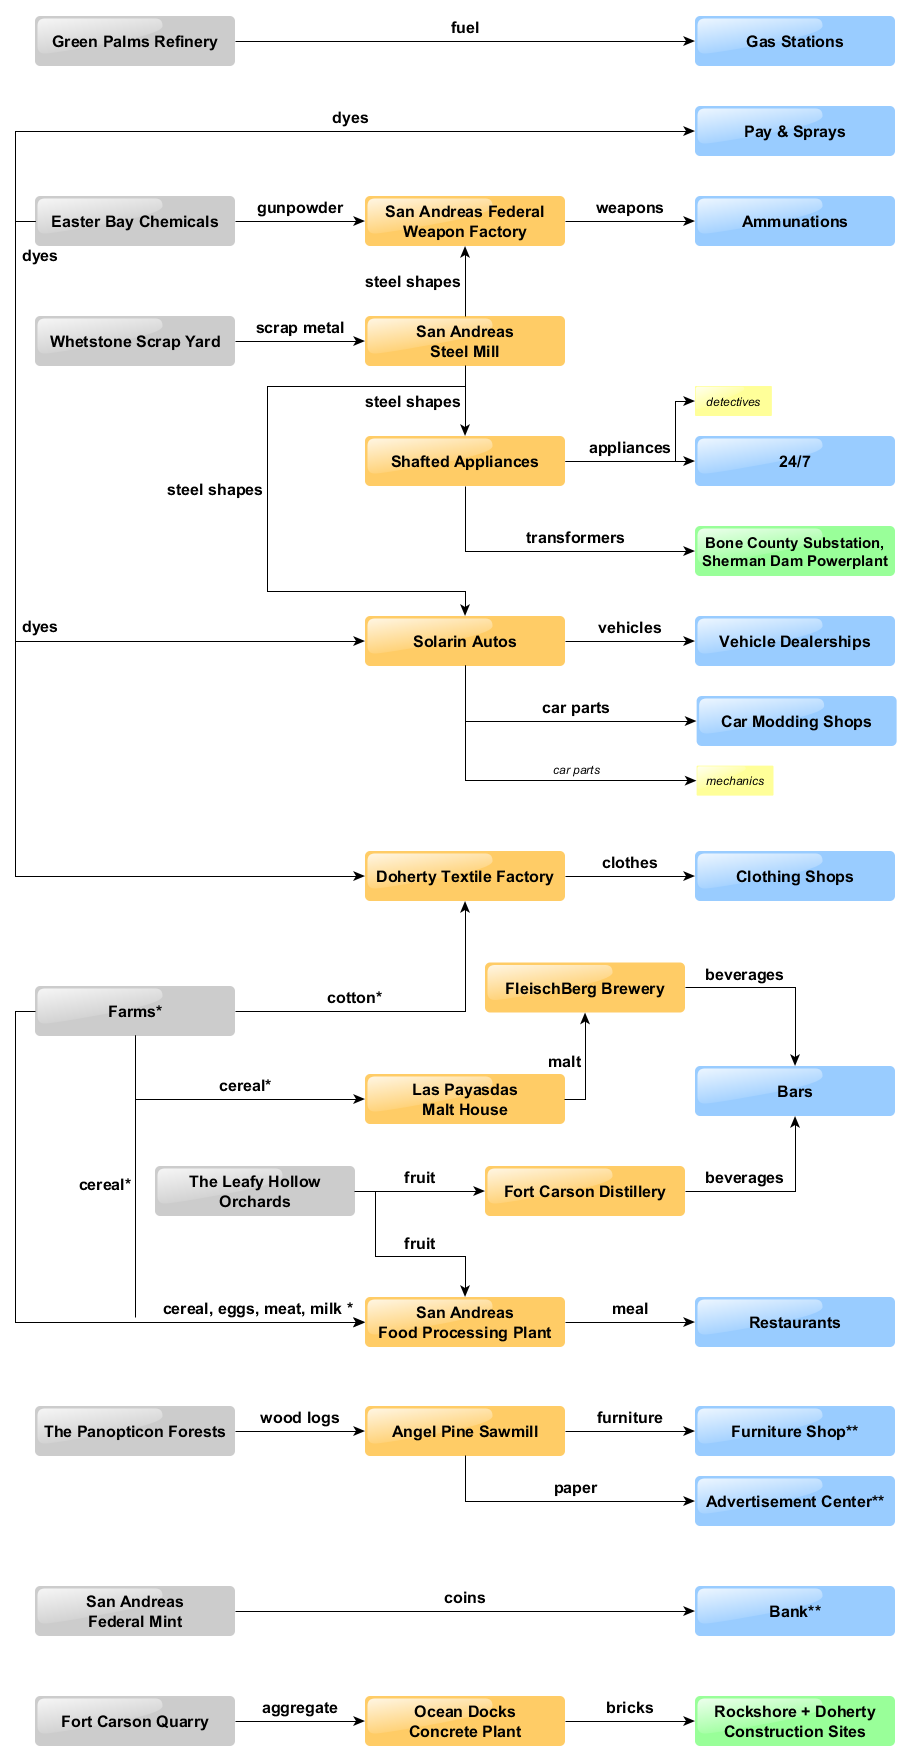 fuel
Green Palms Refinery
Gas Stations
dyes
Pay & Sprays
Easter Bay Chemicals
gunpowder
San Andreas Federal
Weapon Factory
weapons
Ammunations
dyes
steel shapes
Whetstone Scrap Yard
scrap metal
San Andreas
Steel Mill
steel shapes
detectives
Shafted Appliances
appliances
24/7
steel shapes
transformers
Bone County Substation,
Sherman Dam Powerplant
dyes
Solarin Autos
vehicles
Vehicle Dealerships
car parts
Car Modding Shops
car parts
mechanics
Doherty Textile Factory
clothes
Clothing Shops
Farms*
cotton*
FleischBerg Brewery
beverages
malt
cereal*
Las Payasdas
Malt House
Bars
cereal*
The Leafy Hollow
Orchards
fruit
Fort Carson Distillery
beverages
fruit
cereal, eggs, meat, milk *
San Andreas
Food Processing Plant
meal
Restaurants
The Panopticon Forests
wood logs
Angel Pine Sawmill
furniture
Furniture Shop**
paper
Advertisement Center**
San Andreas
Federal Mint
coins
Bank**
Fort Carson Quarry
aggregate
Ocean Docks
Concrete Plant
bricks
Rockshore + Doherty
Construction Sites